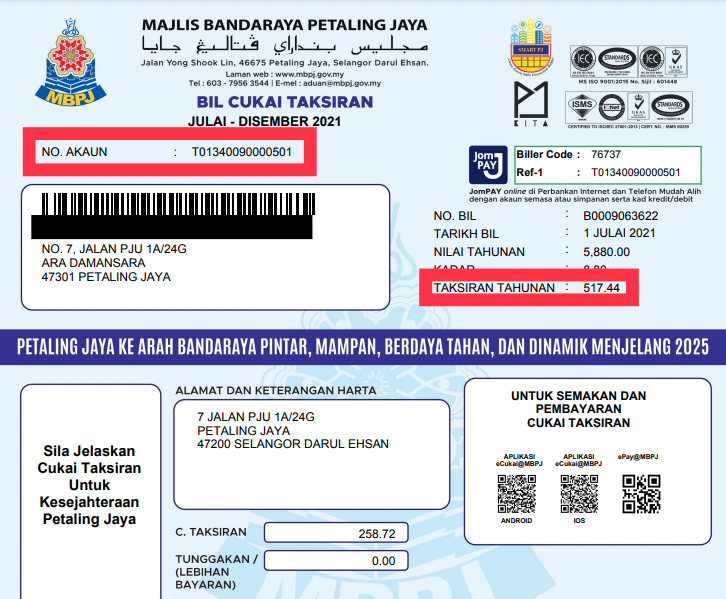 MAJLIS BANDARAYA PETALING JAYA
مجليس بنداراي ڤتاليڠ جايا
Jalan Yong Shook Lin, 46675 Petaling Jaya, Selangor Darul Ehsan.
Laman web : www.mbpj.gov.my
Tel : 603 - 7956 3544 | E-mel : aduan@mbpj.gov.my
BIL CUKAI TAKSIRAN
JULAI - DISEMBER 2021
MBPJ
SMART PJ
KITA
STANDARDS
UKAS
MS ISO 9001:2015 No. Sijil : 601448
ISMS
IQNet
UKAS
STANDARDS
CERTIFIED TO ISO/IEC 27001:2013 | CERT. NO. : ISMS 00250
NO. AKAUN : T01340090000501
JomPAY
Biller Code : 76737
Ref-1 : T01340090000501
JomPAY online di Perbankan Internet dan Telefon Mudah Alih
dengan akaun semasa atau simpanan serta kad kredit/debit
NO. 7, JALAN PJU 1A/24G
ARA DAMANSARA
47301 PETALING JAYA
NO. BIL : B0009063622
TARIKH BIL : 1 JULAI 2021
NILAI TAHUNAN : 5,880.00
KADAR : 8.80
TAKSIRAN TAHUNAN : 517.44
PETALING JAYA KE ARAH BANDARAYA PINTAR, MAMPAN, BERDAYA TAHAN, DAN DINAMIK MENJELANG 2025
Sila Jelaskan
Cukai Taksiran
Untuk
Kesejahteraan
Petaling Jaya
ALAMAT DAN KETERANGAN HARTA
7 JALAN PJU 1A/24G
PETALING JAYA
47200 SELANGOR DARUL EHSAN
C. TAKSIRAN 258.72
TUNGGAKAN / 0.00
(LEBIHAN
BAYARAN)
UNTUK SEMAKAN DAN
PEMBAYARAN
CUKAI TAKSIRAN
APLIKASI
eCukai@MBPJ
ANDROID
APLIKASI
eCukai@MBPJ
IOS
ePay@MBPJ
MBPJ